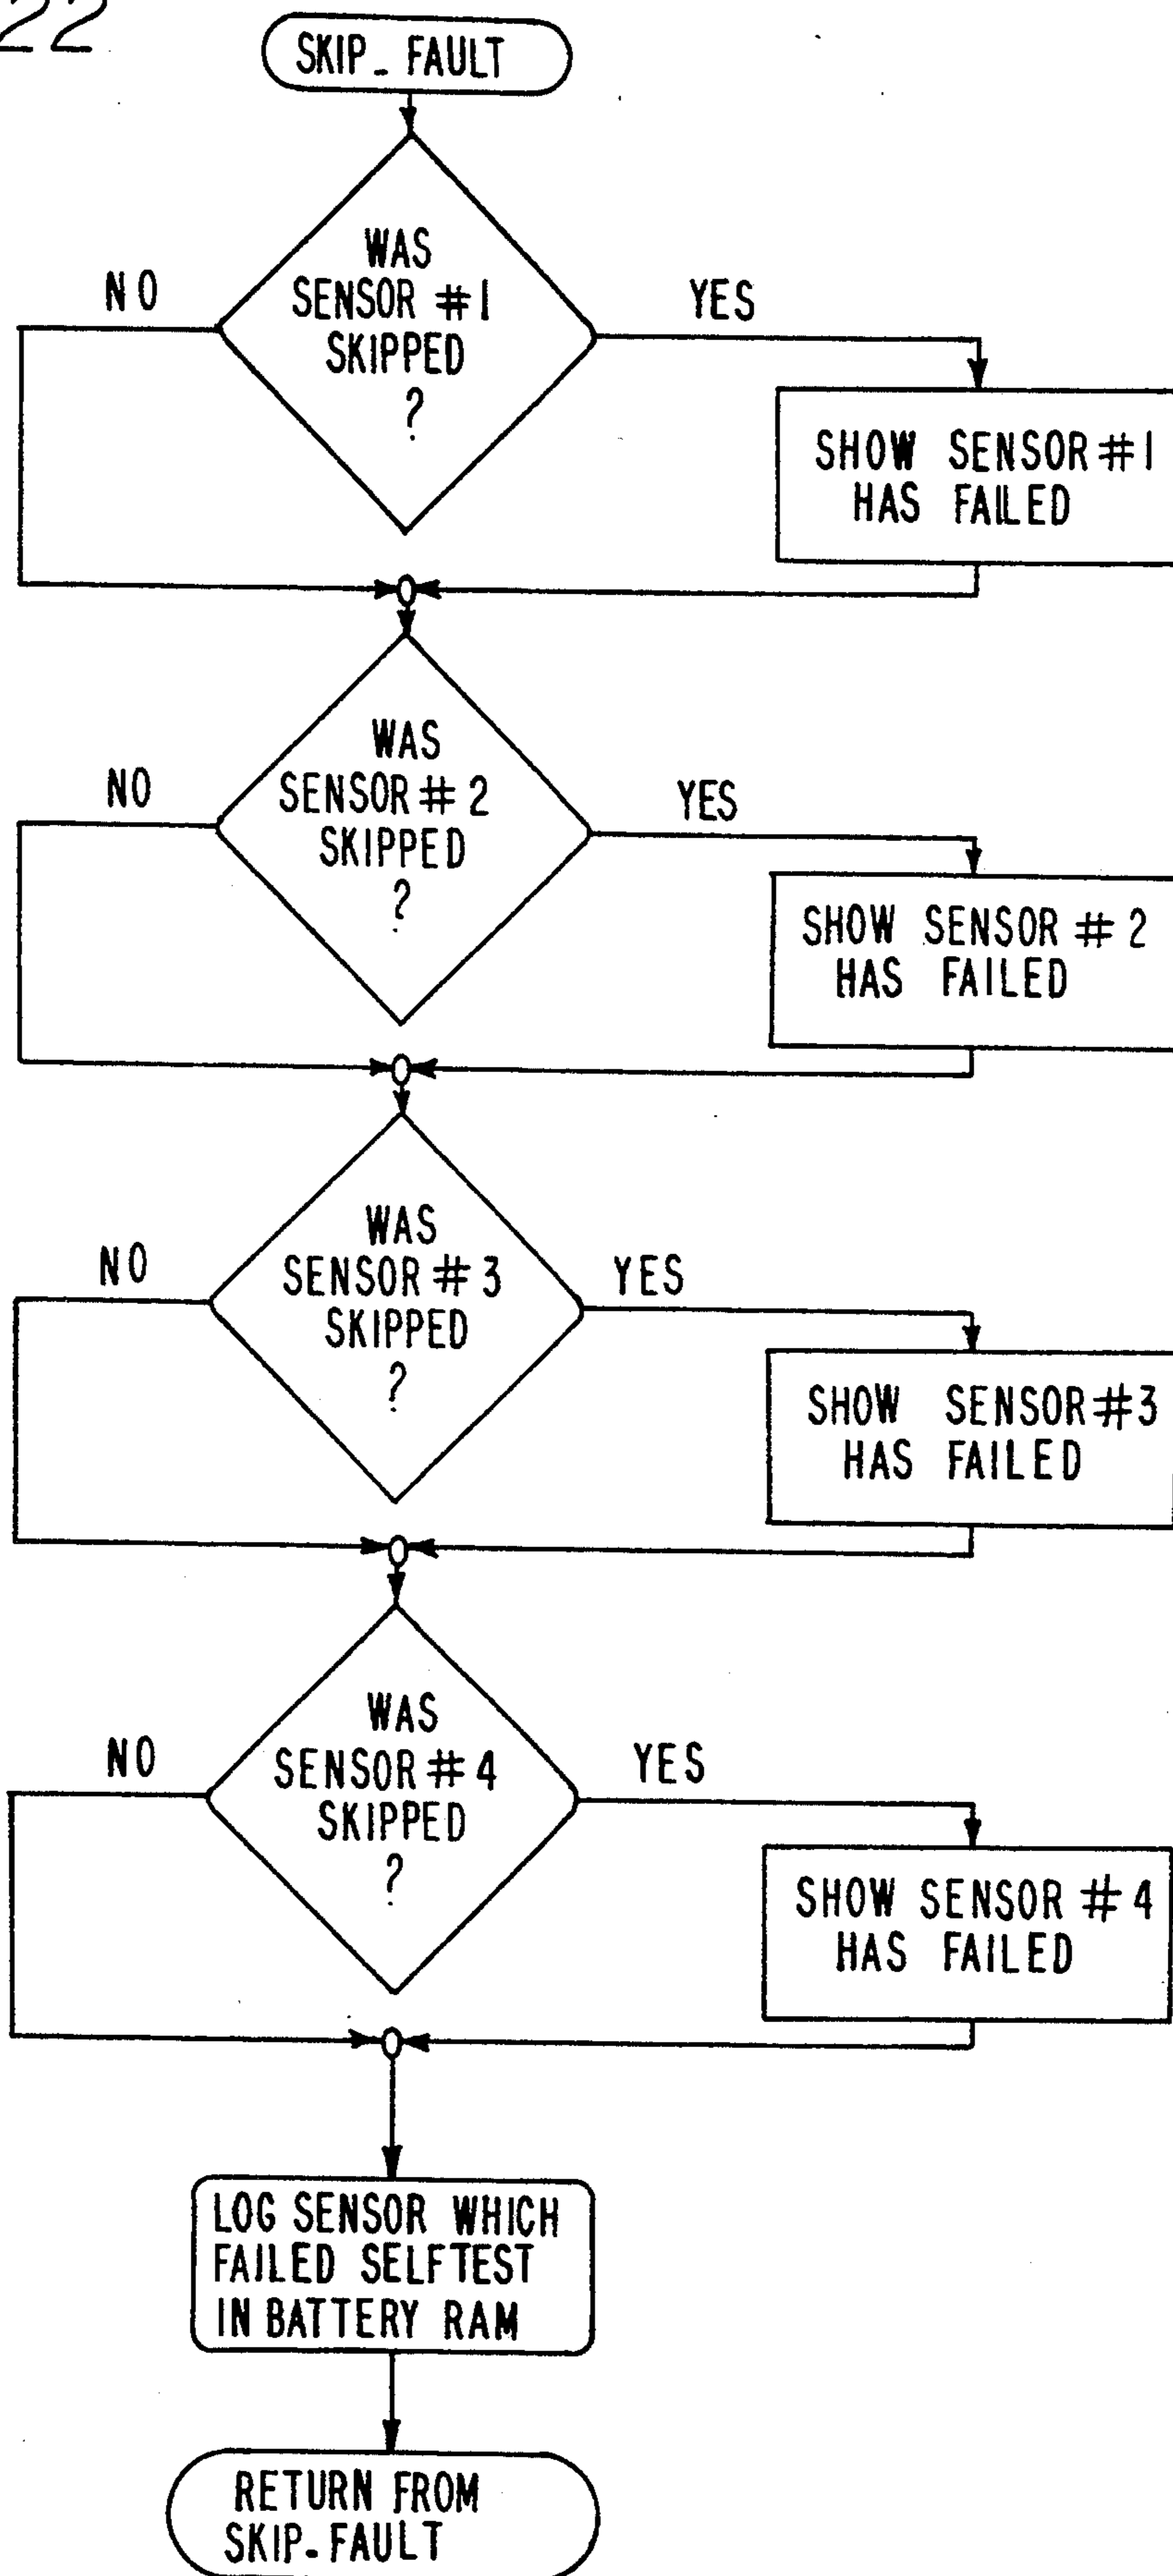 22
SKIP_ FAULT
WAS
SENSOR #1
SKIPPED
?
NO
YES
SHOW SENSOR #1
HAS FAILED
WAS
SENSOR # 2
SKIPPED
?
NO
YES
SHOW SENSOR # 2
HAS FAILED
WAS
SENSOR # 3
SKIPPED
?
NO
YES
SHOW SENSOR #3
HAS FAILED
WAS
SENSOR # 4
SKIPPED
?
NO
YES
SHOW SENSOR # 4
HAS FAILED
LOG SENSOR WHICH
FAILED SELFTEST
IN BATTERY RAM
RETURN FROM
SKIP_FAULT